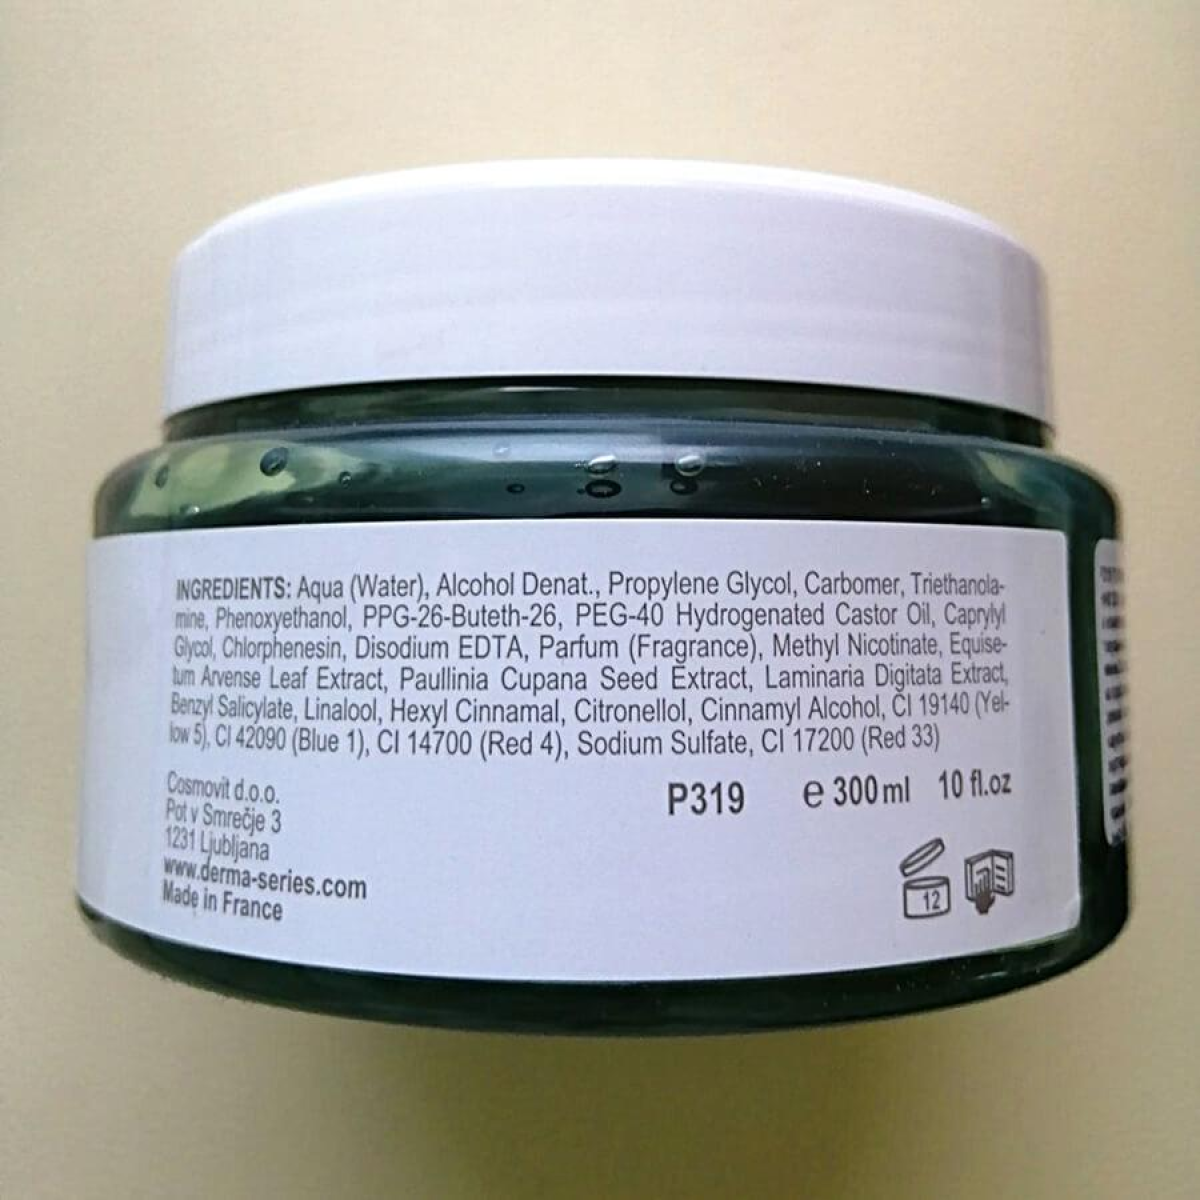 INGREDIENTS: Aqua (Water), Alcohol Denat., Propylene Glycol, Carbomer, Triethanola-
mine, Phenoxyethanol, PPG-26-Buteth-26, PEG-40 Hydrogenated Castor Oil, Caprylyl
Glycol, Chlorphenesin, Disodium EDTA, Parfum (Fragrance), Methyl Nicotinate, Equise-
tum Arvense Leaf Extract, Paullinia Cupana Seed Extract, Laminaria Digitata Extract,
Benzyl Salicylate, Linalool, Hexyl Cinnamal, Citronellol, Cinnamyl Alcohol, CI 19140 (Yel-
low 5), CI 42090 (Blue 1), CI 14700 (Red 4), Sodium Sulfate, CI 17200 (Red 33)
Cosmovit d.o.o.
Pot v Smrečje 3
1231 Ljubljana
www.derma-series.com
Made in France
P319 e 300ml 10 fl.oz
12